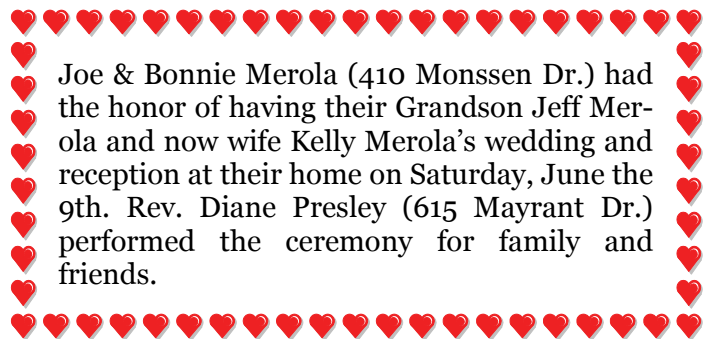 Joe & Bonnie Merola (410 Monssen Dr.) had
the honor of having their Grandson Jeff Mer-
ola and now wife Kelly Merola’s wedding and
reception at their home on Saturday, June the
9th. Rev. Diane Presley (615 Mayrant Dr.)
performed the ceremony for family and
friends.